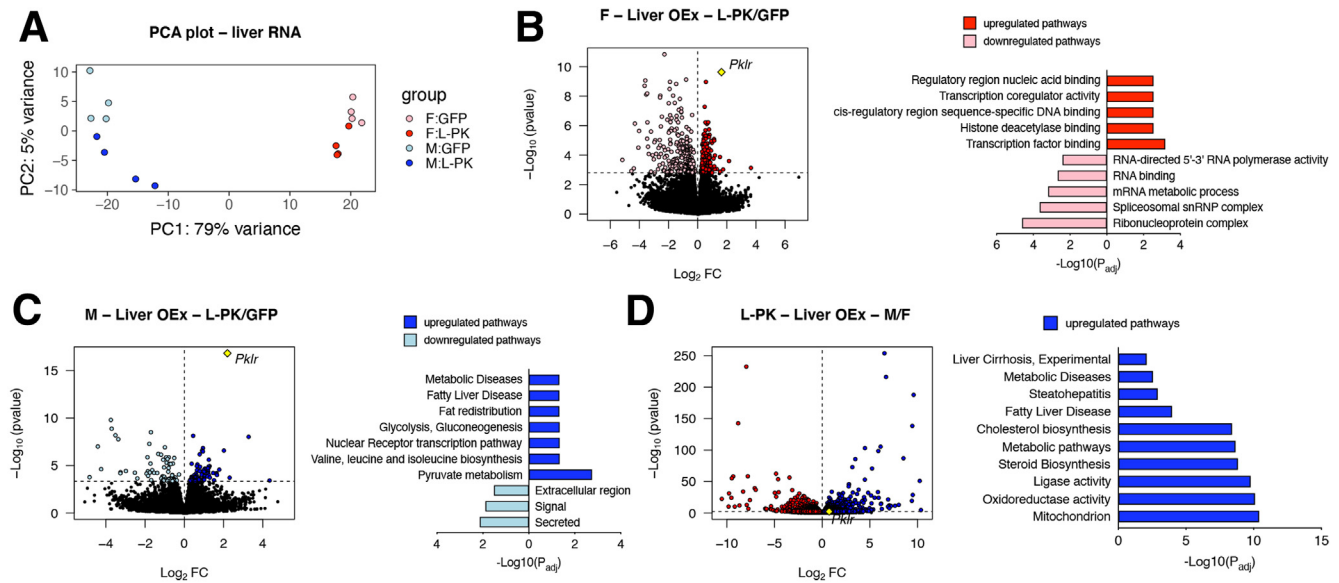 A
PCA plot – liver RNA
PC2: 5% variance
10
5
0
−5
−10
−20
−10
0
10
20
PC1: 79% variance
group
F:GFP
F:L-PK
M:GFP
M:L-PK
B
F – Liver OEx – L-PK/GFP
−Log10 (pvalue)
10
8
6
4
2
0
Pklr
−6
−4
−2
0
2
4
6
Log2 FC
upregulated pathways
downregulated pathways
Regulatory region nucleic acid binding
Transcription coregulator activity
cis-regulatory region sequence-specific DNA binding
Histone deacetylase binding
Transcription factor binding
RNA-directed 5'-3' RNA polymerase activity
RNA binding
mRNA metabolic process
Spliceosomal snRNP complex
Ribonucleoprotein complex
6
4
2
0
2
4
-Log10(Padj)
C
M – Liver OEx – L-PK/GFP
−Log10 (pvalue)
15
10
5
0
Pklr
−4
−2
0
2
4
Log2 FC
upregulated pathways
downregulated pathways
Metabolic Diseases
Fatty Liver Disease
Fat redistribution
Glycolysis, Gluconeogenesis
Nuclear Receptor transcription pathway
Valine, leucine and isoleucine biosynthesis
Pyruvate metabolism
Extracellular region
Signal
Secreted
4
2
0
2
4
-Log10(Padj)
D
L-PK – Liver OEx – M/F
−Log10 (pvalue)
250
200
150
100
50
0
Pklr
−10
−5
0
5
10
Log2 FC
upregulated pathways
Liver Cirrhosis, Experimental
Metabolic Diseases
Steatohepatitis
Fatty Liver Disease
Cholesterol biosynthesis
Metabolic pathways
Steroid Biosynthesis
Ligase activity
Oxidoreductase activity
Mitochondrion
0
5
10
15
-Log10(Padj)